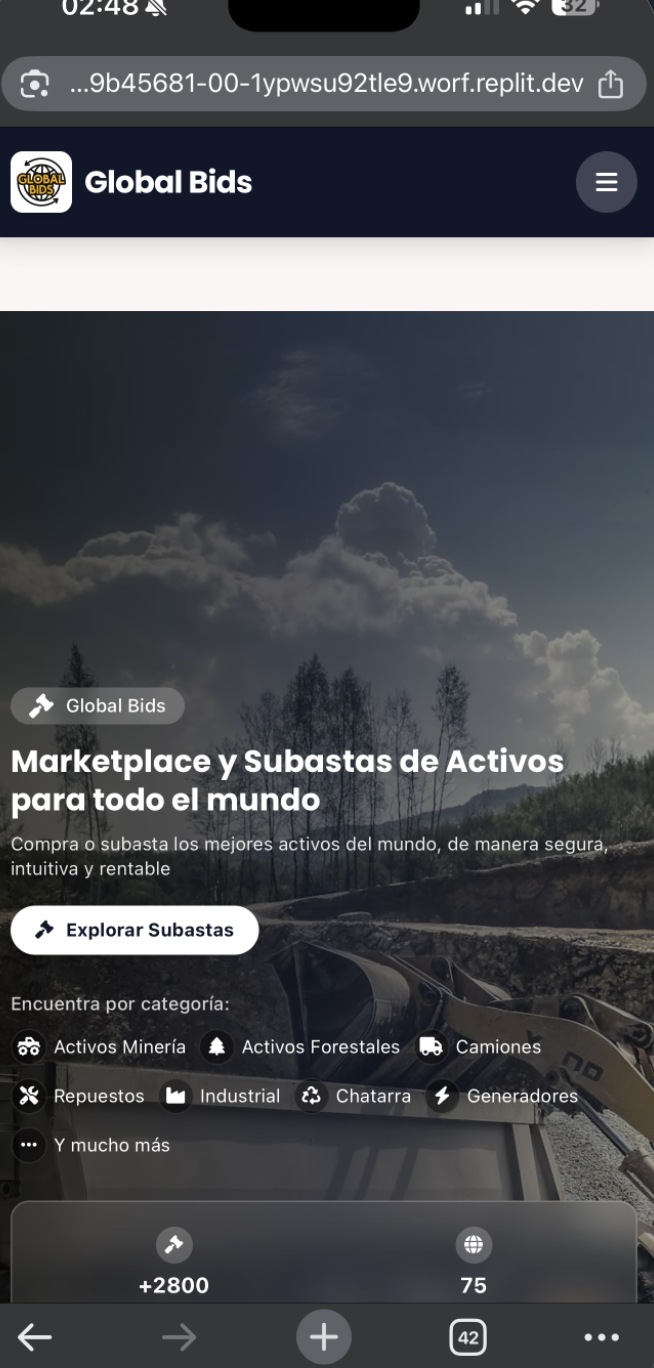 02:48
32
...9b45681-00-1ypwsu92tle9.worf.replit.dev
GLOBAL
BIDS
Global Bids
Global Bids
Marketplace y Subastas de Activos
para todo el mundo
Compra o subasta los mejores activos del mundo, de manera segura,
intuitiva y rentable
Explorar Subastas
Encuentra por categoría:
Activos Minería Activos Forestales Camiones
Repuestos Industrial Chatarra Generadores
Y mucho más
+2800 75
42